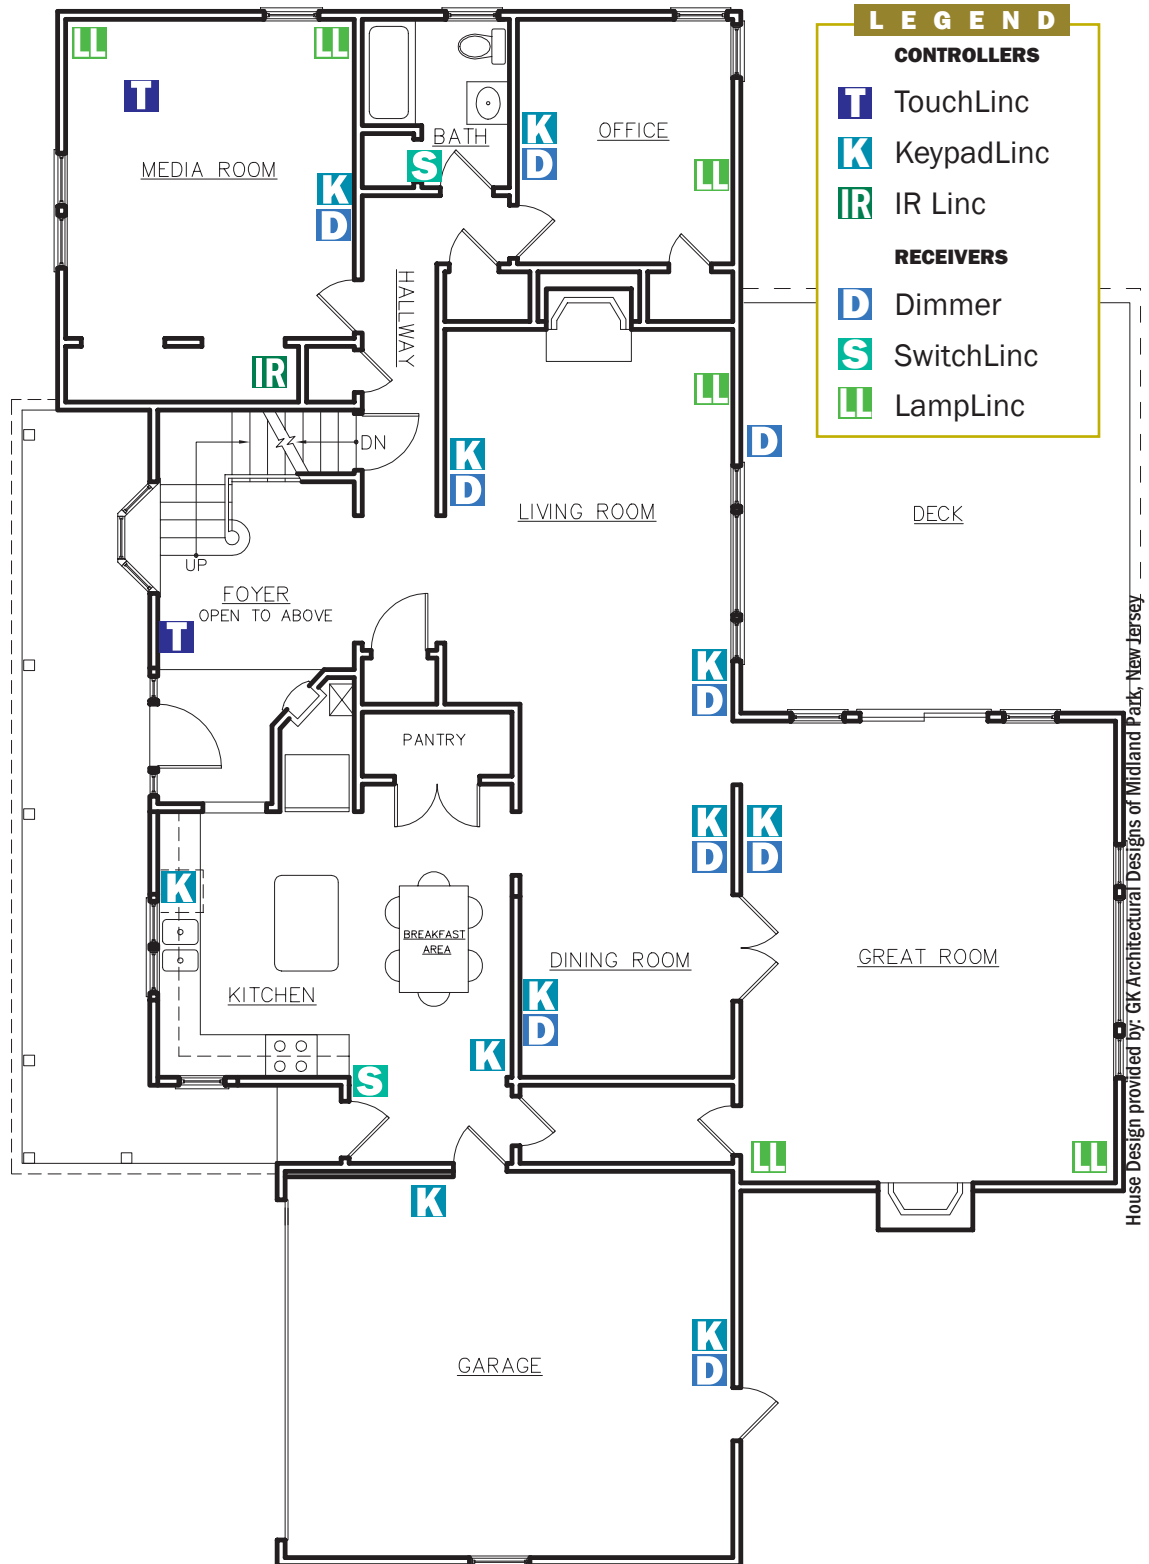 LEGEND
CONTROLLERS
T TouchLinc
K KeypadLinc
IR IR Linc
RECEIVERS
D Dimmer
S SwitchLinc
LL LampLinc
LL
LL
T
MEDIA ROOM
K
D
IR
BATH
S
K
D
OFFICE
LL
HALLWAY
DN
UP
FOYER
OPEN TO ABOVE
T
K
D
LL
LIVING ROOM
D
DECK
K
D
PANTRY
K
D
K
D
K
BREAKFAST
AREA
KITCHEN
DINING ROOM
GREAT ROOM
K
D
K
S
LL
LL
K
K
D
GARAGE
House Design provided by: GK Architectural Designs of Midland Park, New Jersey